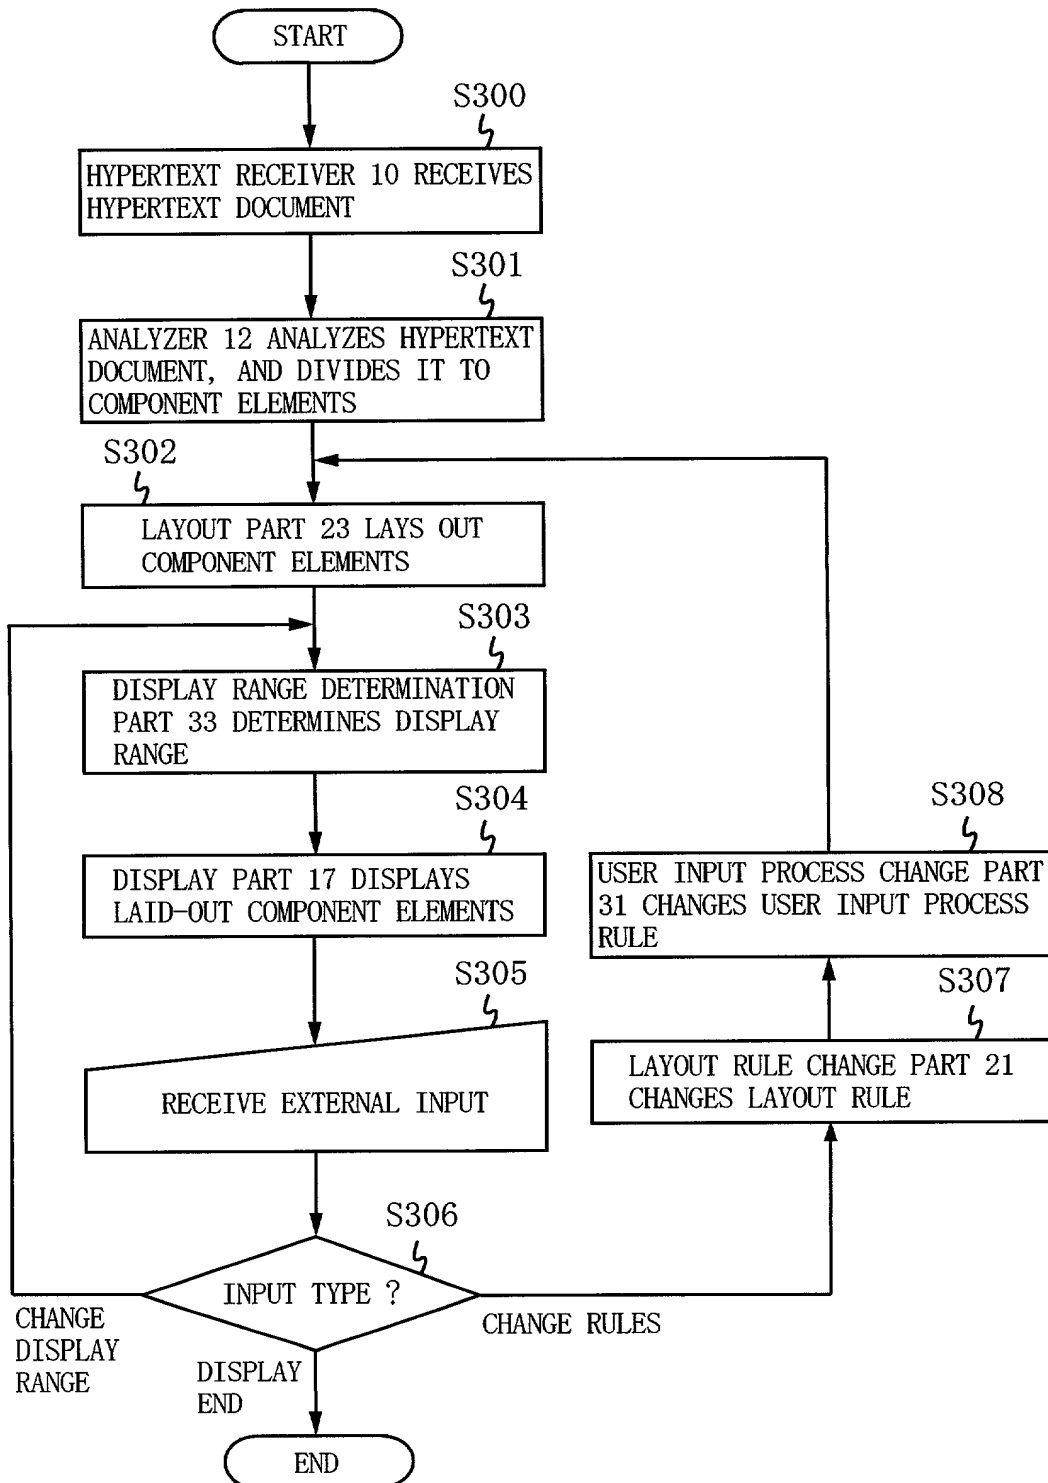 START
S300
HYPERTEXT RECEIVER 10 RECEIVES
HYPERTEXT DOCUMENT
S301
ANALYZER 12 ANALYZES HYPERTEXT
DOCUMENT, AND DIVIDES IT TO
COMPONENT ELEMENTS
S302
LAYOUT PART 23 LAYS OUT
COMPONENT ELEMENTS
S303
DISPLAY RANGE DETERMINATION
PART 33 DETERMINES DISPLAY
RANGE
S304
DISPLAY PART 17 DISPLAYS
LAID-OUT COMPONENT ELEMENTS
S308
USER INPUT PROCESS CHANGE PART
31 CHANGES USER INPUT PROCESS
RULE
S305
RECEIVE EXTERNAL INPUT
S307
LAYOUT RULE CHANGE PART 21
CHANGES LAYOUT RULE
S306
INPUT TYPE ?
CHANGE
DISPLAY
RANGE
CHANGE RULES
DISPLAY
END
END